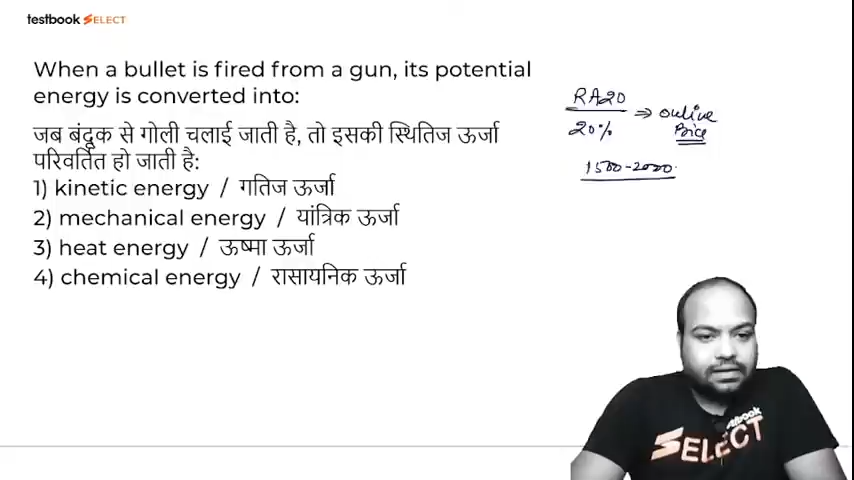 testbook SELECT
When a bullet is fired from a gun, its potential
energy is converted into:
जब बंदूक से गोली चलाई जाती है, तो इसकी स्थितिज ऊर्जा
परिवर्तित हो जाती है:
1) kinetic energy / गतिज ऊर्जा
2) mechanical energy / यांत्रिक ऊर्जा
3) heat energy / ऊष्मा ऊर्जा
4) chemical energy / रासायनिक ऊर्जा
RA20
20% ⇒ online
Price
1500-2000.
testbook
SELECT